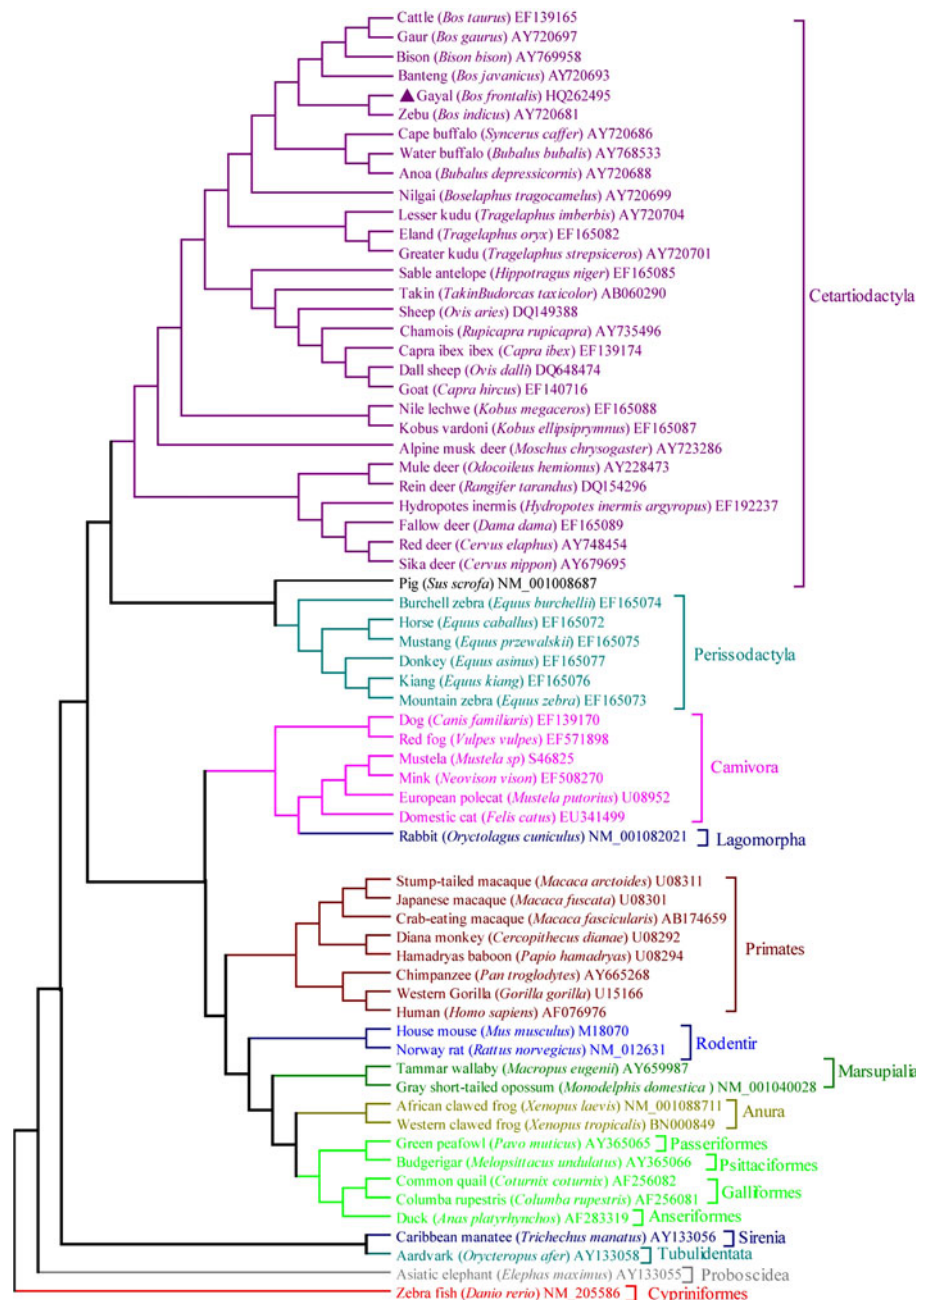 Cattle (Bos taurus) EF139165
Gaur (Bos gaurus) AY720697
Bison (Bison bison) AY769958
Banteng (Bos javanicus) AY720693
▲Gayal (Bos frontalis) HQ262495
Zebu (Bos indicus) AY720681
Cape buffalo (Syncerus caffer) AY720686
Water buffalo (Bubalus bubalis) AY768533
Anoa (Bubalus depressicornis) AY720688
Nilgai (Boselaphus tragocamelus) AY720699
Lesser kudu (Tragelaphus imberbis) AY720704
Eland (Tragelaphus oryx) EF165082
Greater kudu (Tragelaphus strepsiceros) AY720701
Sable antelope (Hippotragus niger) EF165085
Takin (TakinBudorcas taxicolor) AB060290
Cetartiodactyla
Sheep (Ovis aries) DQ149388
Chamois (Rupicapra rupicapra) AY735496
Capra ibex ibex (Capra ibex) EF139174
Dall sheep (Ovis dalli) DQ648474
Goat (Capra hircus) EF140716
Nile lechwe (Kobus megaceros) EF165088
Kobus vardoni (Kobus ellipsiprymnus) EF165087
Alpine musk deer (Moschus chrysogaster) AY723286
Mule deer (Odocoileus hemionus) AY228473
Rein deer (Rangifer tarandus) DQ154296
Hydropotes inermis (Hydropotes inermis argyropus) EF192237
Fallow deer (Dama dama) EF165089
Red deer (Cervus elaphus) AY748454
Sika deer (Cervus nippon) AY679695
Pig (Sus scrofa) NM_001008687
Burchell zebra (Equus burchellii) EF165074
Horse (Equus caballus) EF165072
Mustang (Equus przewalskii) EF165075
Perissodactyla
Donkey (Equus asinus) EF165077
Kiang (Equus kiang) EF165076
Mountain zebra (Equus zebra) EF165073
Dog (Canis familiaris) EF139170
Red fog (Vulpes vulpes) EF571898
Mustela (Mustela sp) S46825
Camivora
Mink (Neovison vison) EF508270
European polecat (Mustela putorius) U08952
Domestic cat (Felis catus) EU341499
Rabbit (Oryctolagus cuniculus) NM_001082021 Lagomorpha
Stump-tailed macaque (Macaca arctoides) U08311
Japanese macaque (Macaca fuscata) U08301
Crab-eating macaque (Macaca fascicularis) AB174659
Diana monkey (Cercopithecus dianae) U08292
Primates
Hamadryas baboon (Papio hamadryas) U08294
Chimpanzee (Pan troglodytes) AY665268
Western Gorilla (Gorilla gorilla) U15166
Human (Homo sapiens) AF076976
House mouse (Mus musculus) M18070
Rodentir
Norway rat (Rattus norvegicus) NM_012631
Tammar wallaby (Macropus eugenii) AY659987
Marsupialia
Gray short-tailed opossum (Monodelphis domestica ) NM_001040028
African clawed frog (Xenopus laevis) NM_001088711
Anura
Western clawed frog (Xenopus tropicalis) BN000849
Green peafowl (Pavo muticus) AY365065 Passeriformes
Budgerigar (Melopsittacus undulatus) AY365066 Psittaciformes
Common quail (Coturnix coturnix) AF256082
Galliformes
Columba rupestris (Columba rupestris) AF256081
Duck (Anas platyrhynchos) AF283319 Anseriformes
Caribbean manatee (Trichechus manatus) AY133056 Sirenia
Aardvark (Orycteropus afer) AY133058 Tubulidentata
Asiatic elephant (Elephas maximus) AY133055 Proboscidea
Zebra fish (Danio rerio) NM_205586 Cypriniformes